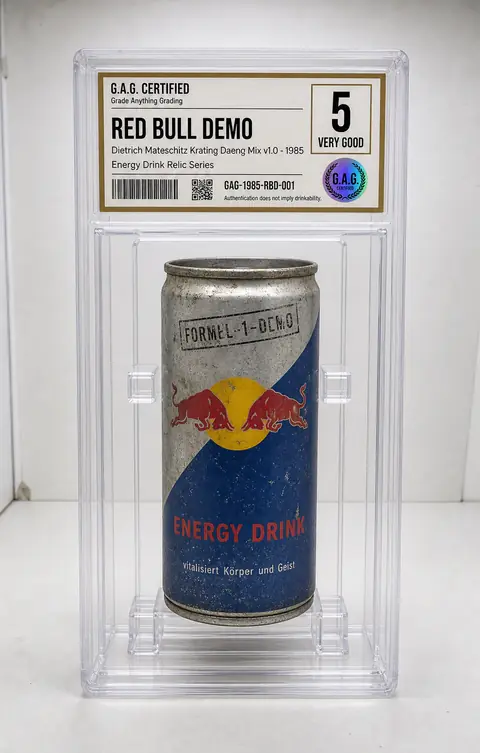 G.A.G. CERTIFIED
Grade Anything Grading
RED BULL DEMO
Dietrich Mateschitz Krating Daeng Mix v1.0 - 1985
Energy Drink Relic Series
GAG-1985-RBD-001
Authentication does not imply drinkability.
5
VERY GOOD
G.A.G.
CERTIFIED
FORMEL-1-DEMO
ENERGY DRINK
vitalisiert Körper und Geist